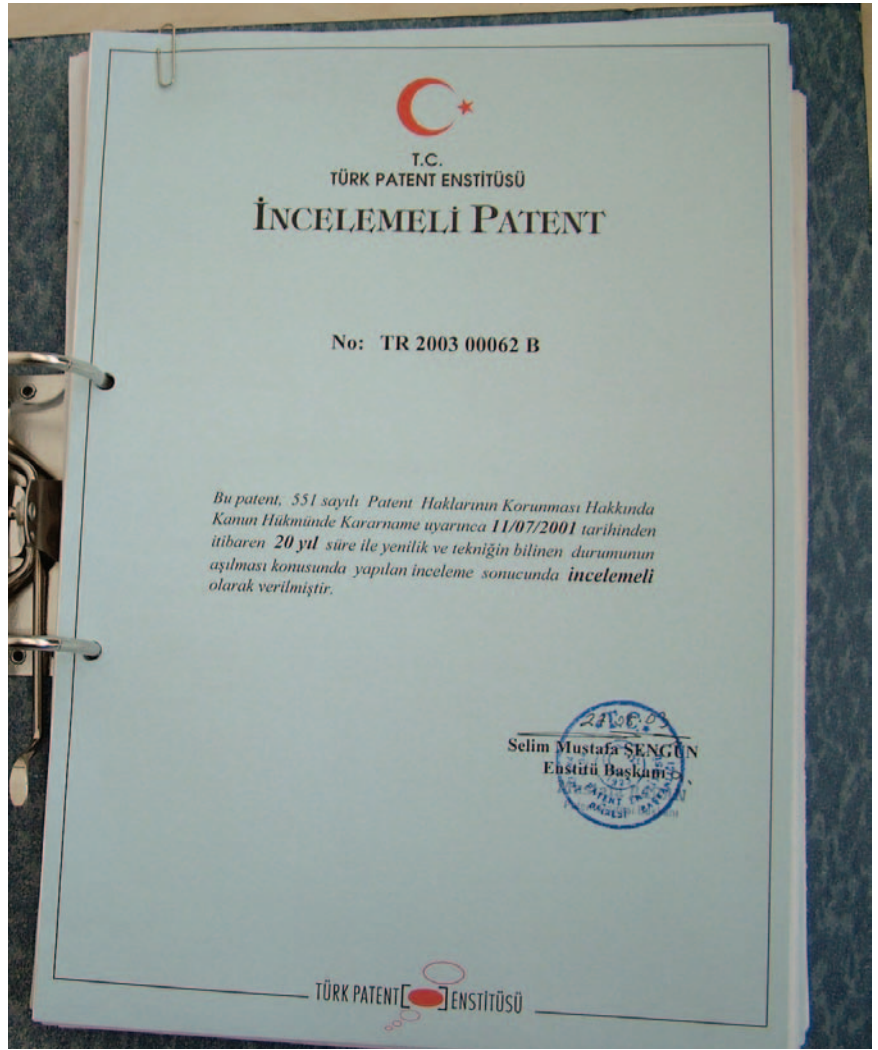 T.C.
TÜRK PATENT ENSTİTÜSÜ
İNCELEMELİ PATENT
No: TR 2003 00062 B
Bu patent, 551 sayılı Patent Haklarının Korunması Hakkında
Kanun Hükmünde Kararname uyarınca 11/07/2001 tarihinden
itibaren 20 yıl süre ile yenilik ve tekniğin bilinen durumunun
aşılması konusunda yapılan inceleme sonucunda incelemeli
olarak verilmiştir.
T.C.
Selim Mustafa ŞENGÜN
Enstitü Başkanı
PATENT
TÜRK PATENT ENSTİTÜSÜ